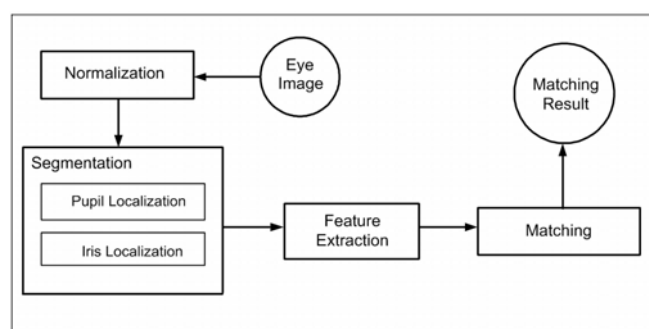 Eye
Image
Normalization
Segmentation
Pupil Localization
Iris Localization
Feature
Extraction
Matching
Matching
Result